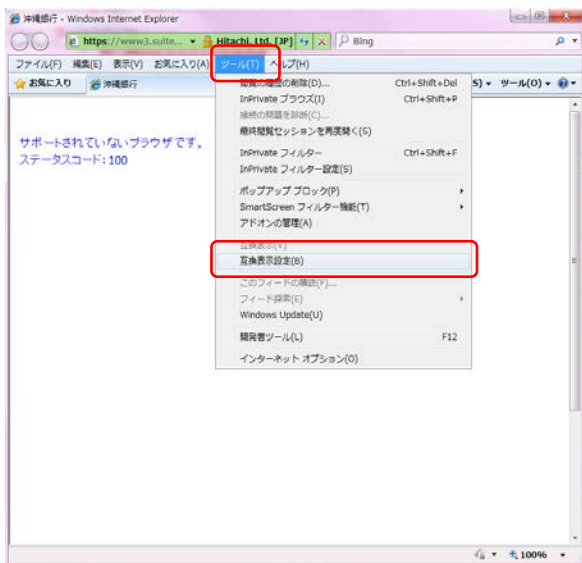 沖縄銀行 - Windows Internet Explorer
https://www3.suite... Hitachi, Ltd. [JP] Bing
ファイル(F) 編集(E) 表示(V) お気に入り(A) ツール(T) ヘルプ(H)
お気に入り 沖縄銀行 S) ツール(O)
閲覧の履歴の削除(D)... Ctrl+Shift+Del
InPrivate ブラウズ(I) Ctrl+Shift+P
接続の問題を診断(C)...
最終閲覧セッションを再度開く(S)
サポートされていないブラウザです。
ステータスコード:100
InPrivate フィルター Ctrl+Shift+F
InPrivate フィルター設定(S)
ポップアップ ブロック(P)
SmartScreen フィルター機能(T)
アドオンの管理(A)
互換表示(V)
互換表示設定(B)
このフィードの購読(F)...
フィード探索(E)
Windows Update(U)
開発者ツール(L) F12
インターネット オプション(O)
100%